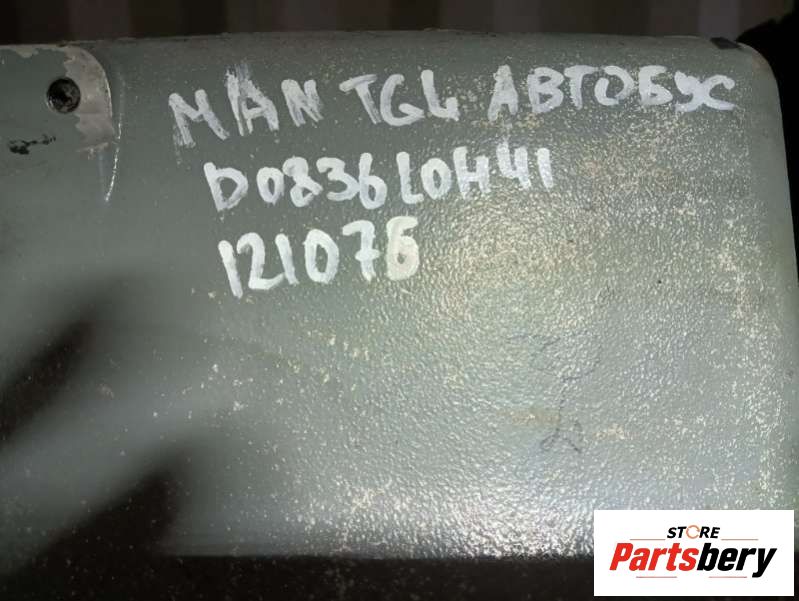 MAN TGL АВТОБУС
D0836LOH41
121076
STORE
Partsbery